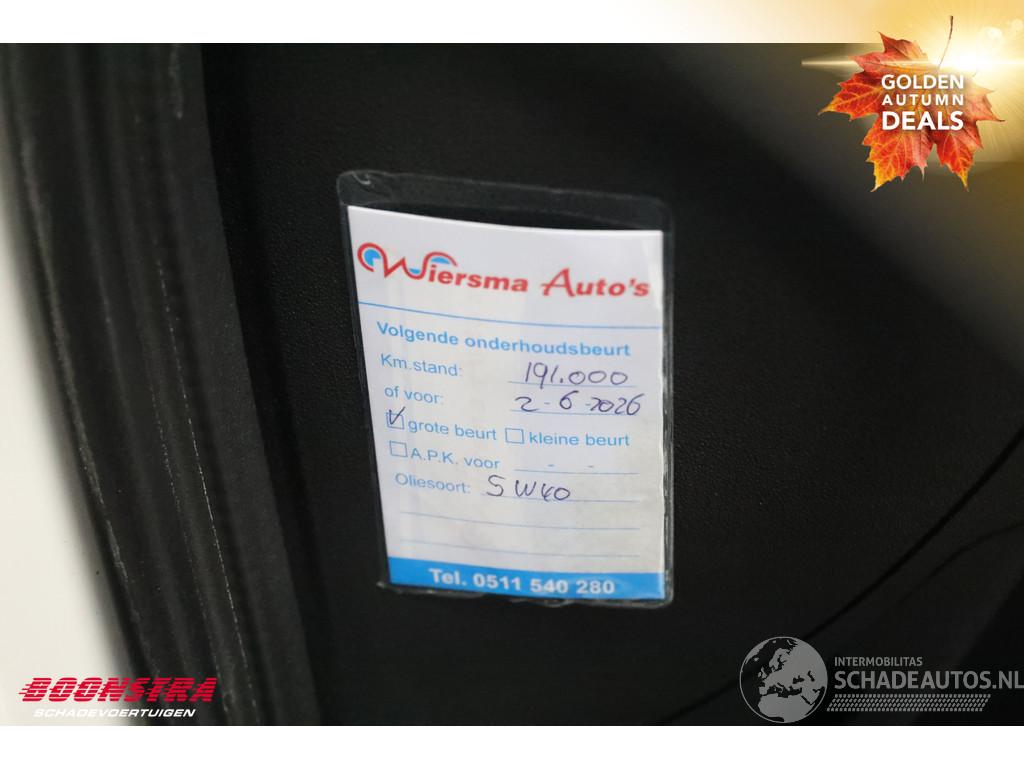 GOLDEN
AUTUMN
DEALS
Wiersma Auto's
Volgende onderhoudsbeurt
Km.stand: 191.000
of voor: 2-6-2026
grote beurt kleine beurt
A.P.K. voor - -
Oliesoort: 5W40
Tel. 0511 540 280
BOONSTRA
SCHADEVOERTUIGEN
INTERMOBILITAS
SCHADEAUTOS.NL